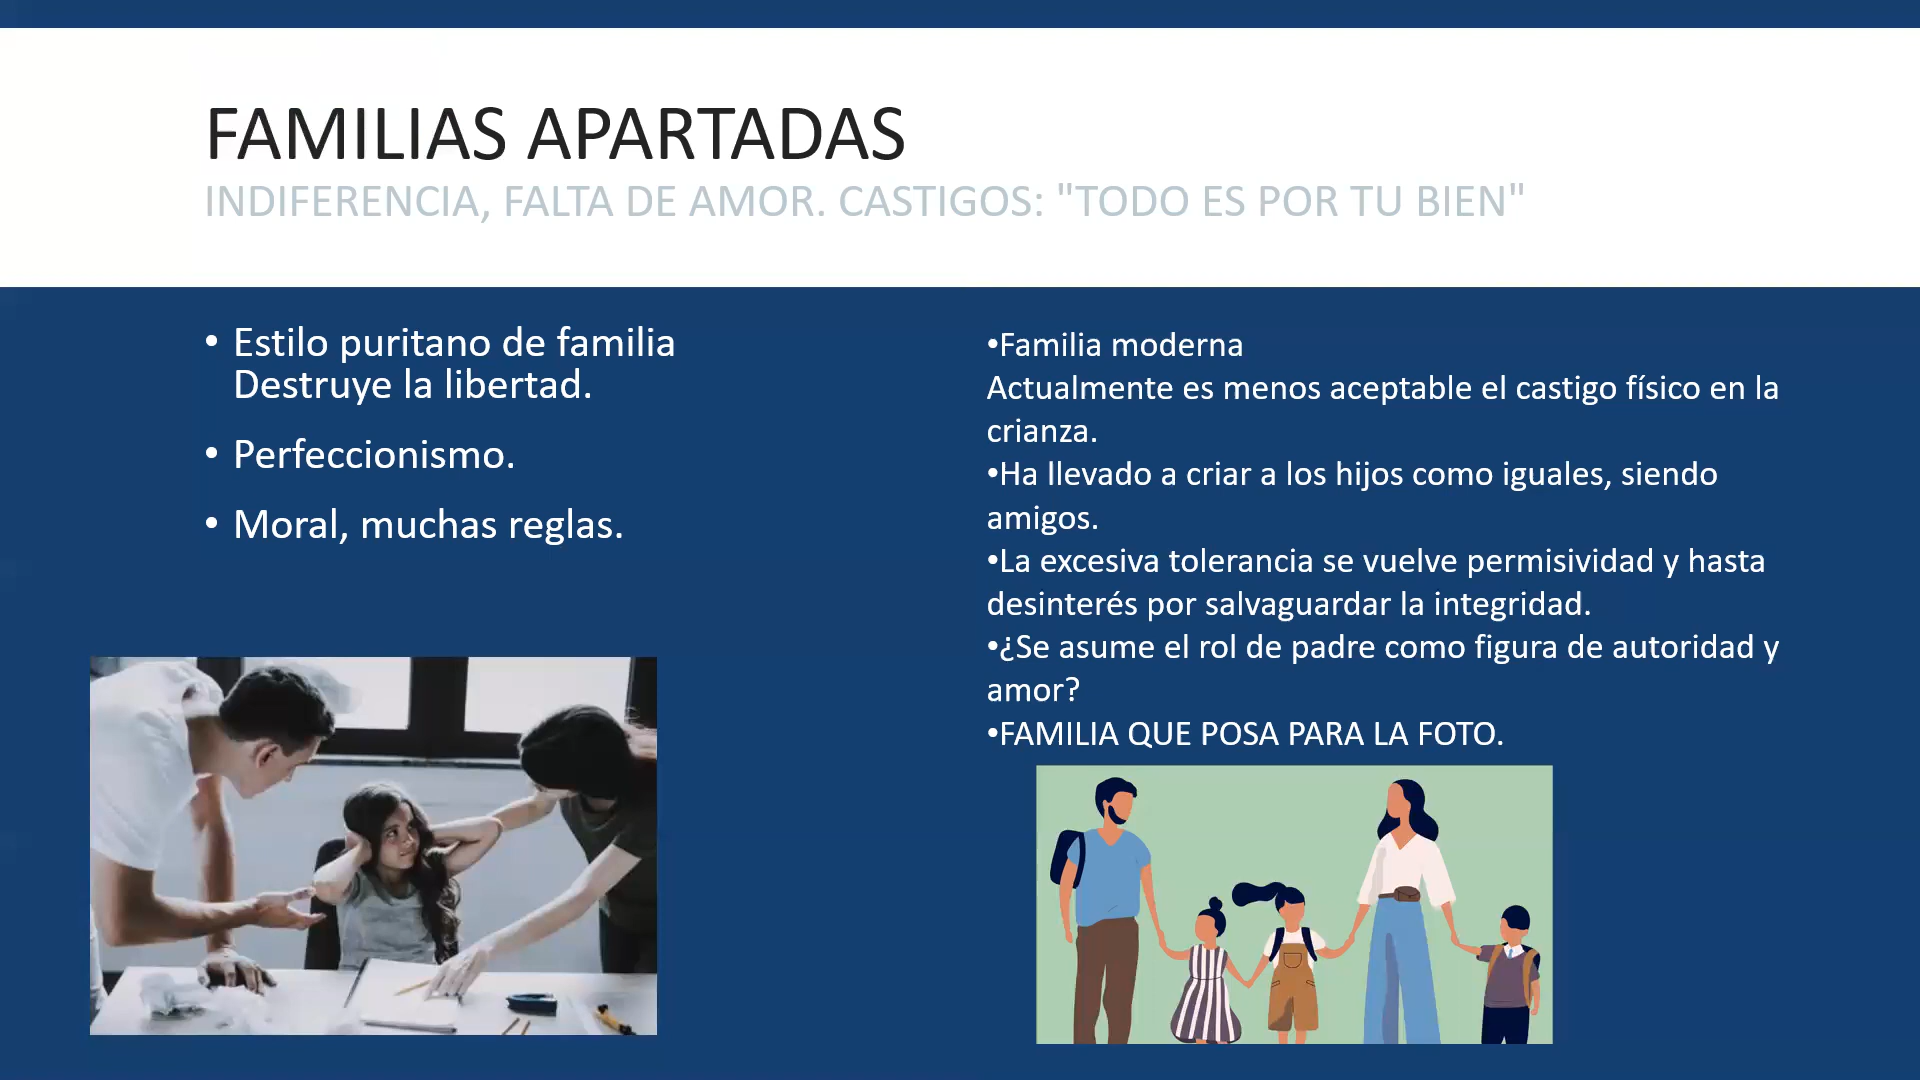 FAMILIAS APARTADAS
INDIFERENCIA, FALTA DE AMOR. CASTIGOS: "TODO ES POR TU BIEN"
• Estilo puritano de familia
Destruye la libertad.
• Perfeccionismo.
• Moral, muchas reglas.
•Familia moderna
Actualmente es menos aceptable el castigo físico en la
crianza.
•Ha llevado a criar a los hijos como iguales, siendo
amigos.
•La excesiva tolerancia se vuelve permisividad y hasta
desinterés por salvaguardar la integridad.
•¿Se asume el rol de padre como figura de autoridad y
amor?
•FAMILIA QUE POSA PARA LA FOTO.